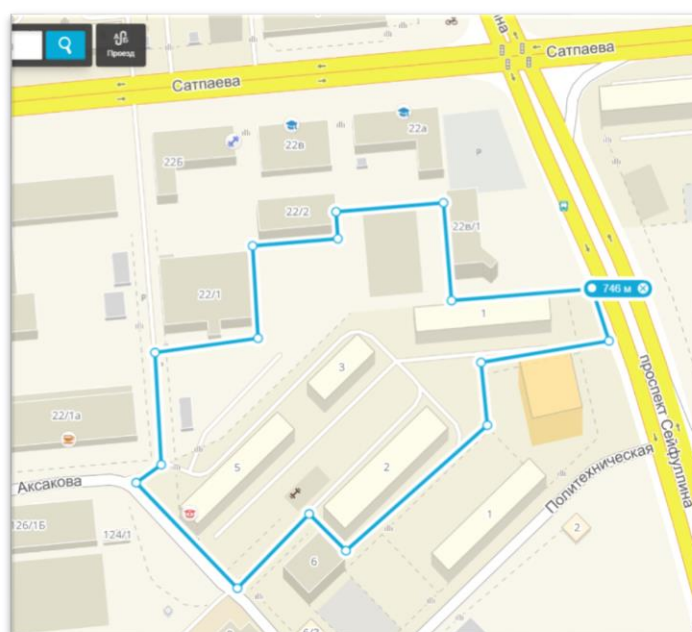 Проезд
Сатпаева
Сатпаева
22Б
22в
22а
Р
22/2
22в/1
22/1
Р
746 м
1
3
22/1а
5
2
проспект Сейфуллина
Аксакова
Политехническая
126/1Б
124/1
1
2
6